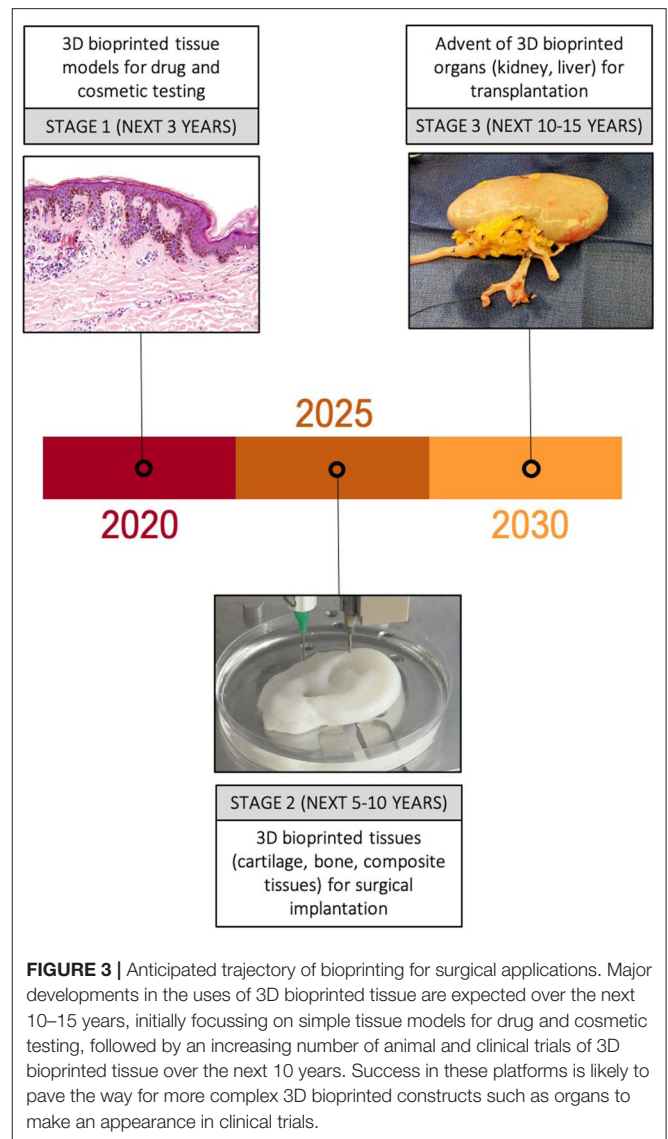 3D bioprinted tissue
models for drug and
cosmetic testing
STAGE 1 (NEXT 3 YEARS)
Advent of 3D bioprinted
organs (kidney, liver) for
transplantation
STAGE 3 (NEXT 10-15 YEARS)
2025
2020
2030
STAGE 2 (NEXT 5-10 YEARS)
3D bioprinted tissues
(cartilage, bone, composite
tissues) for surgical
implantation
FIGURE 3 | Anticipated trajectory of bioprinting for surgical applications. Major
developments in the uses of 3D bioprinted tissue are expected over the next
10–15 years, initially focussing on simple tissue models for drug and cosmetic
testing, followed by an increasing number of animal and clinical trials of 3D
bioprinted tissue over the next 10 years. Success in these platforms is likely to
pave the way for more complex 3D bioprinted constructs such as organs to
make an appearance in clinical trials.